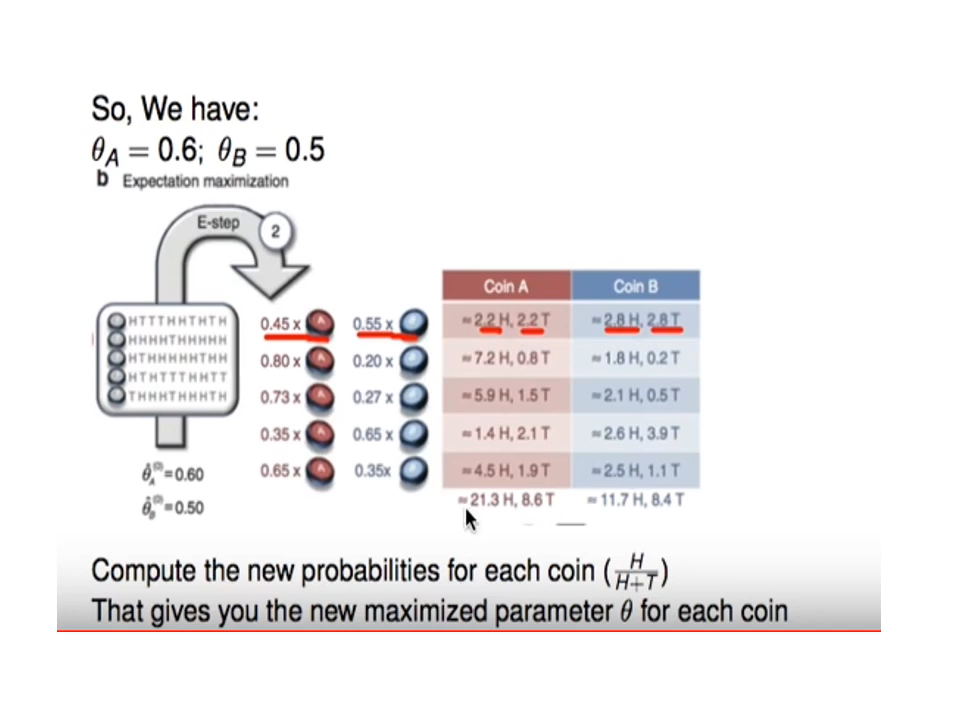 So, We have:
θA = 0.6; θB = 0.5
b Expectation maximization
E-step
2
HTTTHHTHTH
HHHHTHHHHH
HTHHHHHTHH
HTHTTTHHTT
THHHTHHHTH
θ̂A(0) = 0.60
θ̂B(0) = 0.50
0.45 x A 0.55 x
0.80 x A 0.20 x
0.73 x A 0.27 x
0.35 x A 0.65 x
0.65 x A 0.35x
Coin A Coin B
≈ 2.2 H, 2.2 T ≈ 2.8 H, 2.8 T
≈ 7.2 H, 0.8 T ≈ 1.8 H, 0.2 T
≈ 5.9 H, 1.5 T ≈ 2.1 H, 0.5 T
≈ 1.4 H, 2.1 T ≈ 2.6 H, 3.9 T
≈ 4.5 H, 1.9 T ≈ 2.5 H, 1.1 T
≈ 21.3 H, 8.6 T ≈ 11.7 H, 8.4 T
Compute the new probabilities for each coin (H/(H+T))
That gives you the new maximized parameter θ for each coin